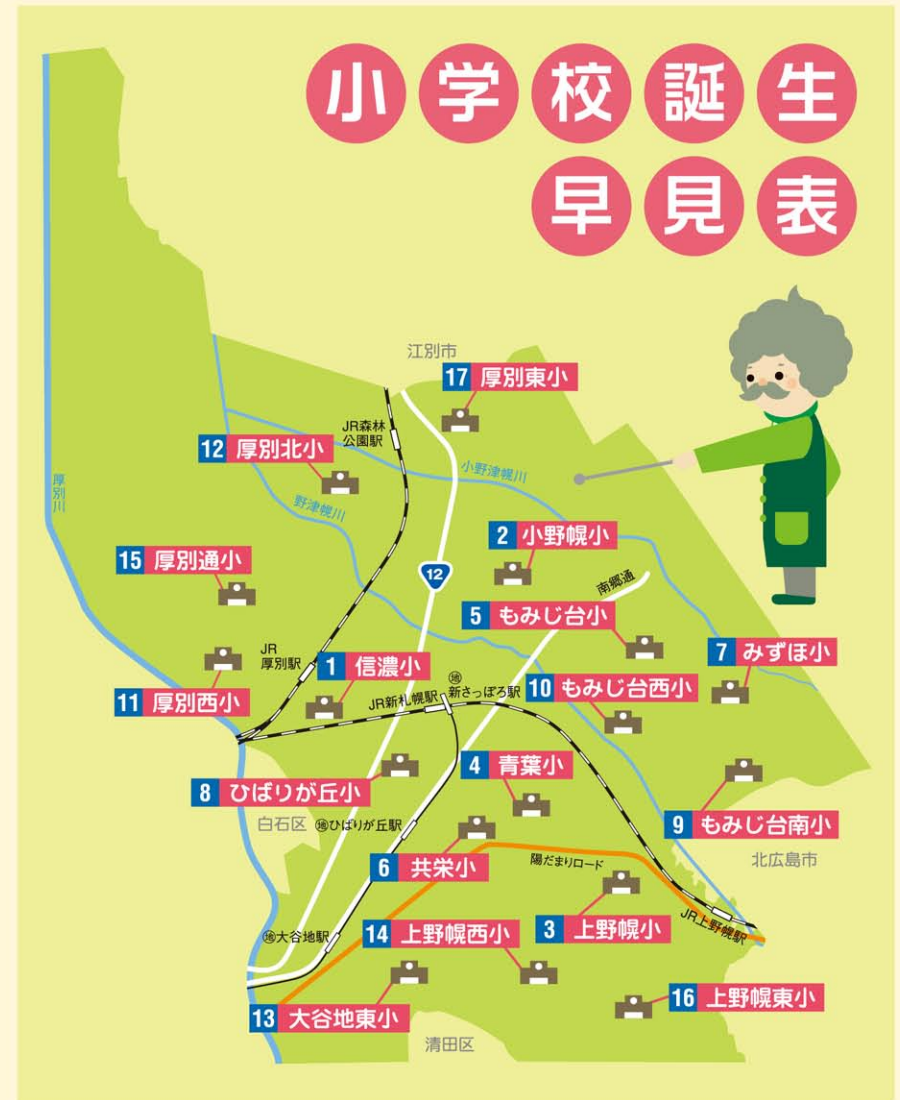 小学校誕生
早見表
江別市
17 厚別東小
JR森林
公園駅
12 厚別北小
小野津幌川
厚別川
野津幌川
2 小野幌小
15 厚別通小
12
南郷通
5 もみじ台小
7 みずほ小
JR
厚別駅
1 信濃小
地
新さっぽろ駅
JR新札幌駅
10 もみじ台西小
11 厚別西小
4 青葉小
8 ひばりが丘小
白石区
地ひばりが丘駅
9 もみじ台南小
北広島市
6 共栄小
陽だまりロード
3 上野幌小
JR上野幌駅
14 上野幌西小
地大谷地駅
16 上野幌東小
13 大谷地東小
清田区